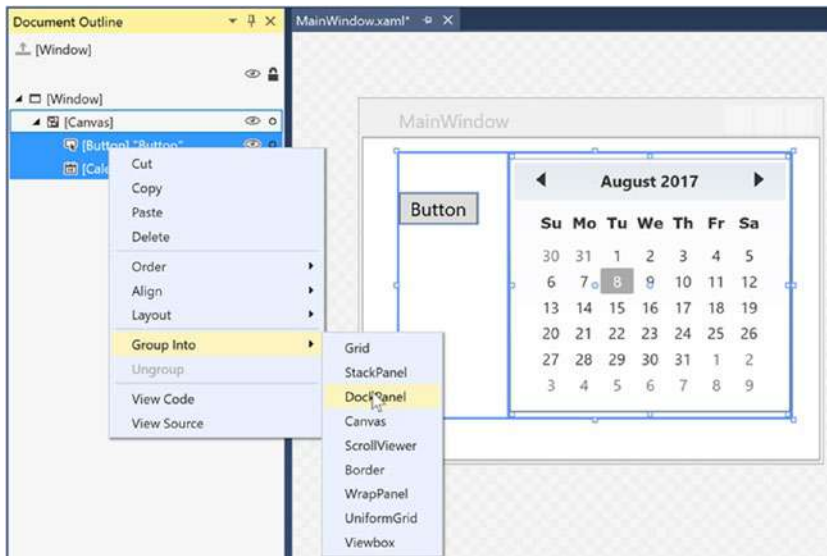 Document Outline
[Window]
[Window]
[Canvas]
[Button] "Button"
Cut
Copy
Paste
Delete
Order
Align
Layout
Group Into
Ungroup
View Code
View Source
Grid
StackPanel
DockPanel
Canvas
ScrollViewer
Border
WrapPanel
UniformGrid
Viewbox
MainWindow.xaml*
MainWindow
Button
August 2017
Su Mo Tu We Th Fr Sa
30 31 1 2 3 4 5
6 7 8 9 10 11 12
13 14 15 16 17 18 19
20 21 22 23 24 25 26
27 28 29 30 31 1 2
3 4 5 6 7 8 9